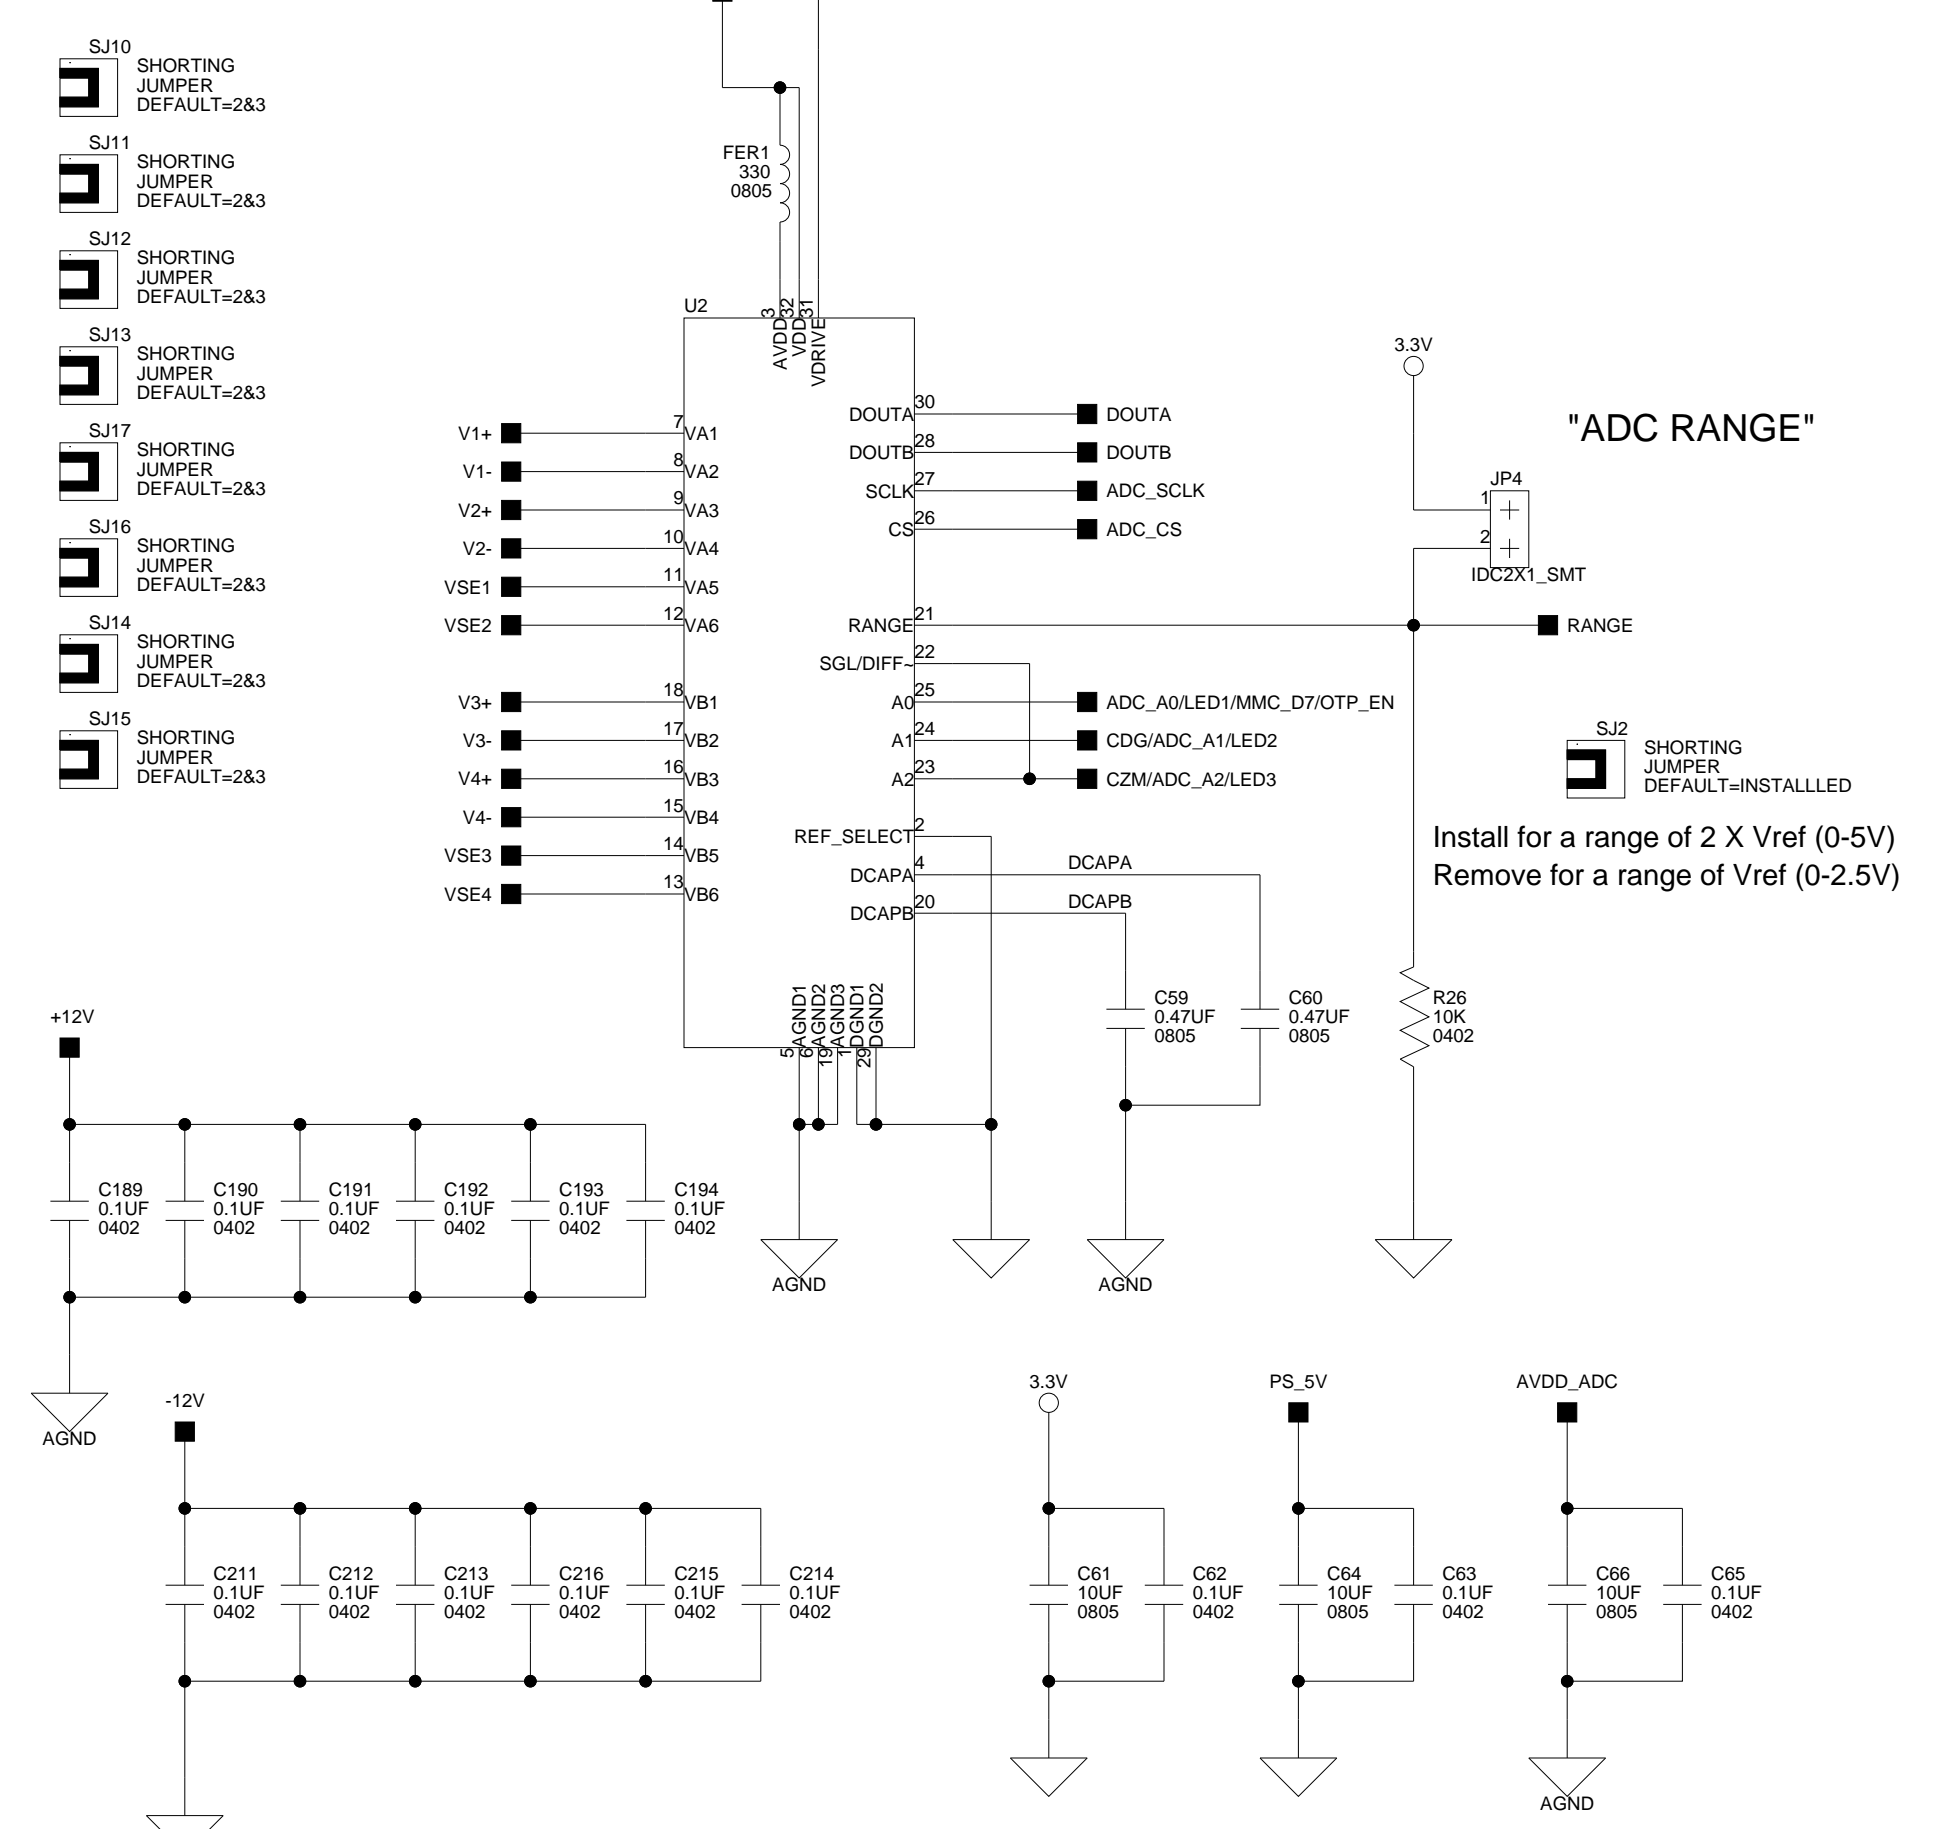 SJ10
SHORTING
JUMPER
DEFAULT=2&3
SJ11
SHORTING
JUMPER
DEFAULT=2&3
SJ12
SHORTING
JUMPER
DEFAULT=2&3
SJ13
SHORTING
JUMPER
DEFAULT=2&3
SJ17
SHORTING
JUMPER
DEFAULT=2&3
SJ16
SHORTING
JUMPER
DEFAULT=2&3
SJ14
SHORTING
JUMPER
DEFAULT=2&3
SJ15
SHORTING
JUMPER
DEFAULT=2&3
FER1
330
0805
U2
3
32
31
AVDD
VDD
VDRIVE
V1+
7
VA1
V1-
8
VA2
V2+
9
VA3
V2-
10
VA4
VSE1
11
VA5
VSE2
12
VA6
V3+
18
VB1
V3-
17
VB2
V4+
16
VB3
V4-
15
VB4
VSE3
14
VB5
VSE4
13
VB6
DOUTA
30
DOUTA
DOUTB
28
DOUTB
SCLK
27
ADC_SCLK
CS
26
ADC_CS
RANGE
21
RANGE
SGL/DIFF~
22
A0
25
ADC_A0/LED1/MMC_D7/OTP_EN
A1
24
CDG/ADC_A1/LED2
A2
23
CZM/ADC_A2/LED3
REF_SELECT
2
DCAPA
4
DCAPA
DCAPB
20
DCAPB
AGND1
AGND2
AGND3
DGND1
DGND2
5
6
19
1
29
AGND
C59
0.47UF
0805
C60
0.47UF
0805
AGND
3.3V
"ADC RANGE"
JP4
1
2
IDC2X1_SMT
SJ2
SHORTING
JUMPER
DEFAULT=INSTALLLED
Install for a range of 2 X Vref (0-5V)
Remove for a range of Vref (0-2.5V)
R26
10K
0402
+12V
C189
0.1UF
0402
C190
0.1UF
0402
C191
0.1UF
0402
C192
0.1UF
0402
C193
0.1UF
0402
C194
0.1UF
0402
AGND
-12V
C211
0.1UF
0402
C212
0.1UF
0402
C213
0.1UF
0402
C216
0.1UF
0402
C215
0.1UF
0402
C214
0.1UF
0402
3.3V
C61
10UF
0805
C62
0.1UF
0402
PS_5V
C64
10UF
0805
C63
0.1UF
0402
AVDD_ADC
C66
10UF
0805
C65
0.1UF
0402
AGND